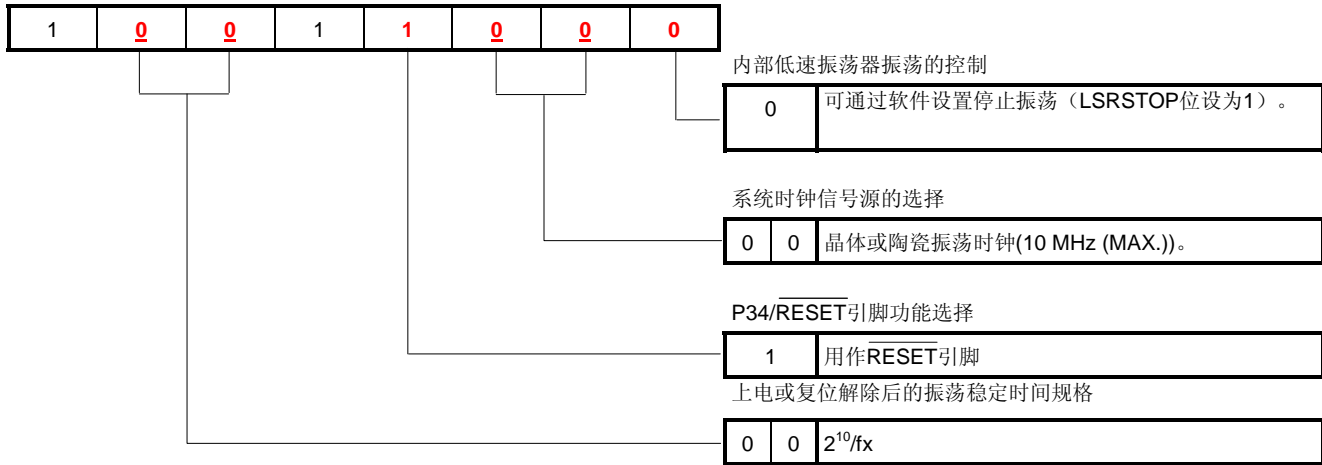 1 0 0 1 1 0 0 0
内部低速振荡器振荡的控制
0 可通过软件设置停止振荡（LSRSTOP位设为1）。
系统时钟信号源的选择
0 0 晶体或陶瓷振荡时钟(10 MHz (MAX.))。
P34/RESET引脚功能选择
1 用作RESET引脚
上电或复位解除后的振荡稳定时间规格
0 0 2¹⁰/fx